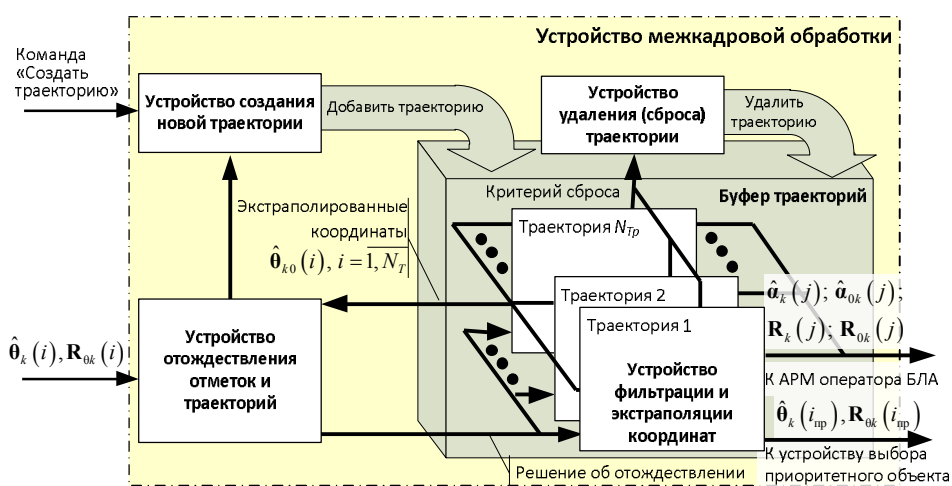 Устройство межкадровой обработки
Команда
«Создать
траекторию»
Устройство создания
новой траектории
Добавить траекторию
Устройство
удаления (сброса)
траектории
Удалить
траекторию
Критерий сброса
Буфер траекторий
Экстраполированные
координаты
θ̂k0(i), i = 1, NT
Траектория NТр
Траектория 2
Траектория 1
Устройство
фильтрации и
экстраполяции
координат
Устройство
отождествления
отметок и
траекторий
θ̂k(i), Rθk(i)
α̂k(j); α̂0k(j);
Rk(j); R0k(j)
К АРМ оператора БЛА
θ̂k(iпр), Rθk(iпр)
К устройству выбора
приоритетного объекта
Решение об отождествлении